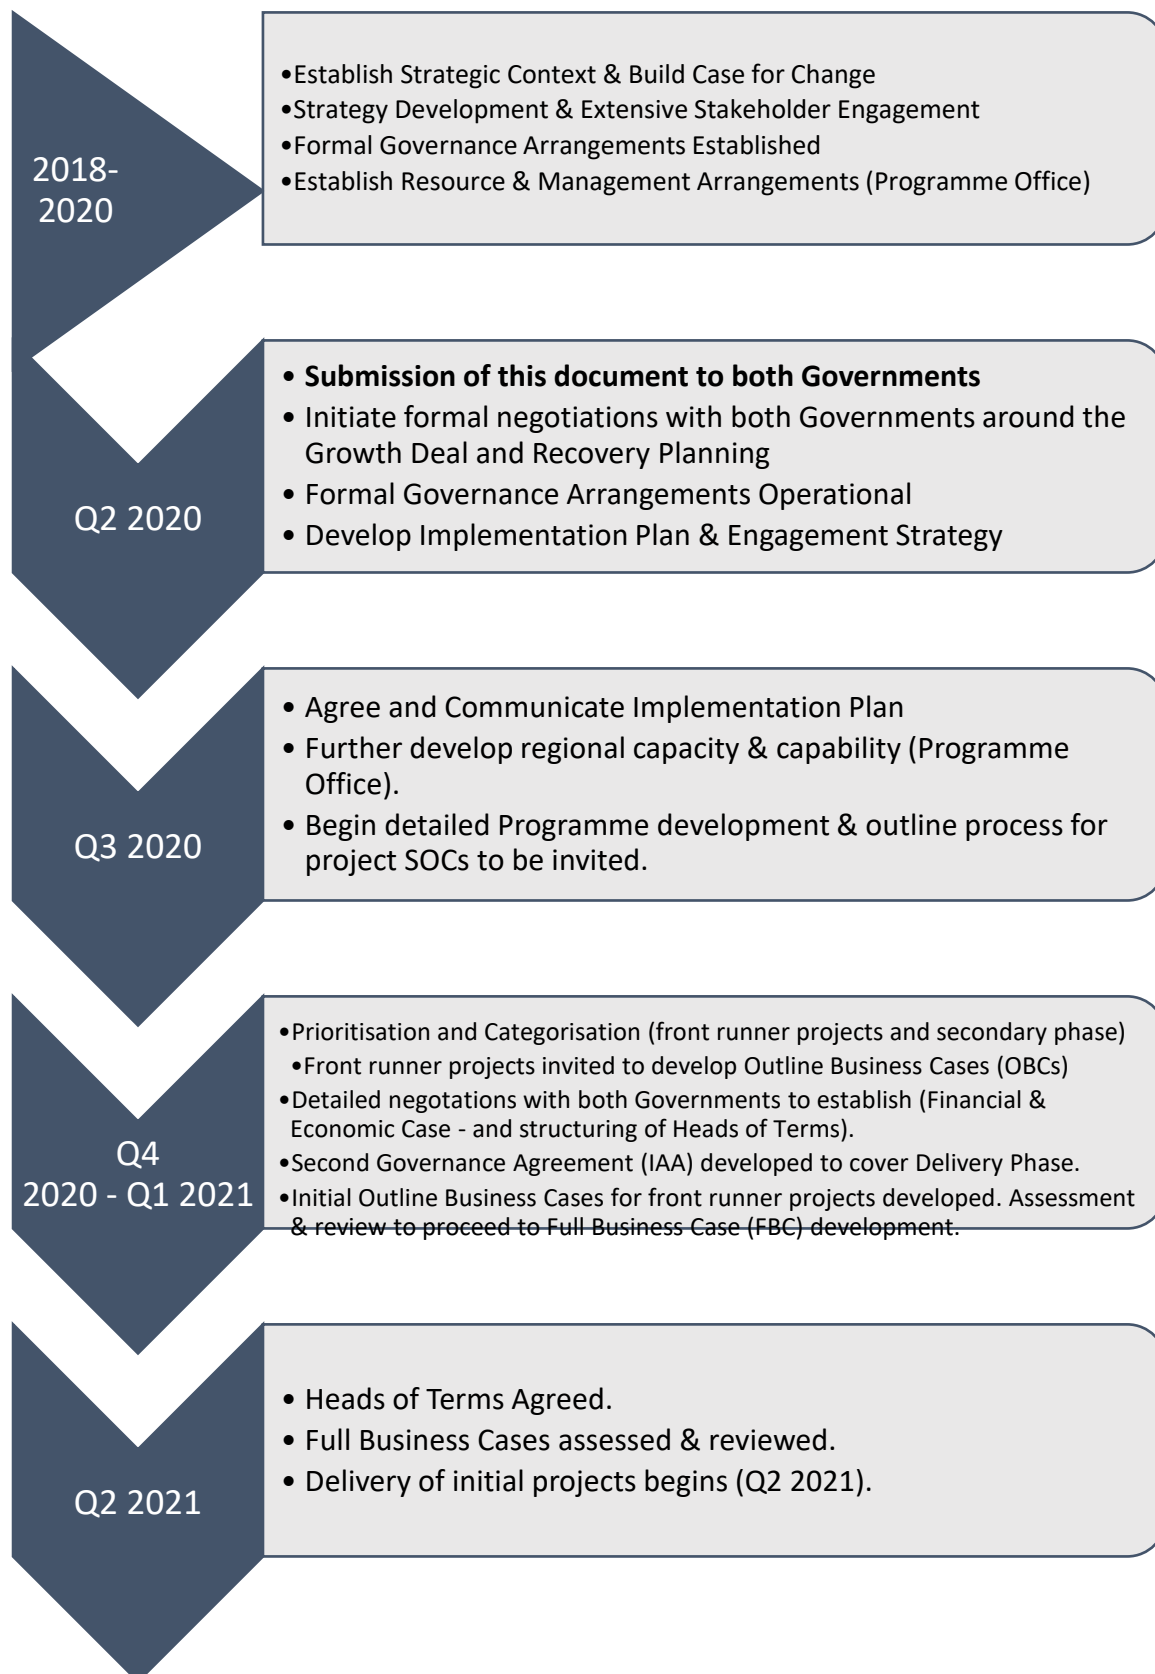 2018-
2020
•Establish Strategic Context & Build Case for Change
•Strategy Development & Extensive Stakeholder Engagement
•Formal Governance Arrangements Established
•Establish Resource & Management Arrangements (Programme Office)
Q2 2020
• Submission of this document to both Governments
• Initiate formal negotiations with both Governments around the
Growth Deal and Recovery Planning
• Formal Governance Arrangements Operational
• Develop Implementation Plan & Engagement Strategy
Q3 2020
• Agree and Communicate Implementation Plan
• Further develop regional capacity & capability (Programme
Office).
• Begin detailed Programme development & outline process for
project SOCs to be invited.
Q4
2020 - Q1 2021
•Prioritisation and Categorisation (front runner projects and secondary phase)
•Front runner projects invited to develop Outline Business Cases (OBCs)
•Detailed negotations with both Governments to establish (Financial &
Economic Case - and structuring of Heads of Terms).
•Second Governance Agreement (IAA) developed to cover Delivery Phase.
•Initial Outline Business Cases for front runner projects developed. Assessment
& review to proceed to Full Business Case (FBC) development.
Q2 2021
• Heads of Terms Agreed.
• Full Business Cases assessed & reviewed.
• Delivery of initial projects begins (Q2 2021).